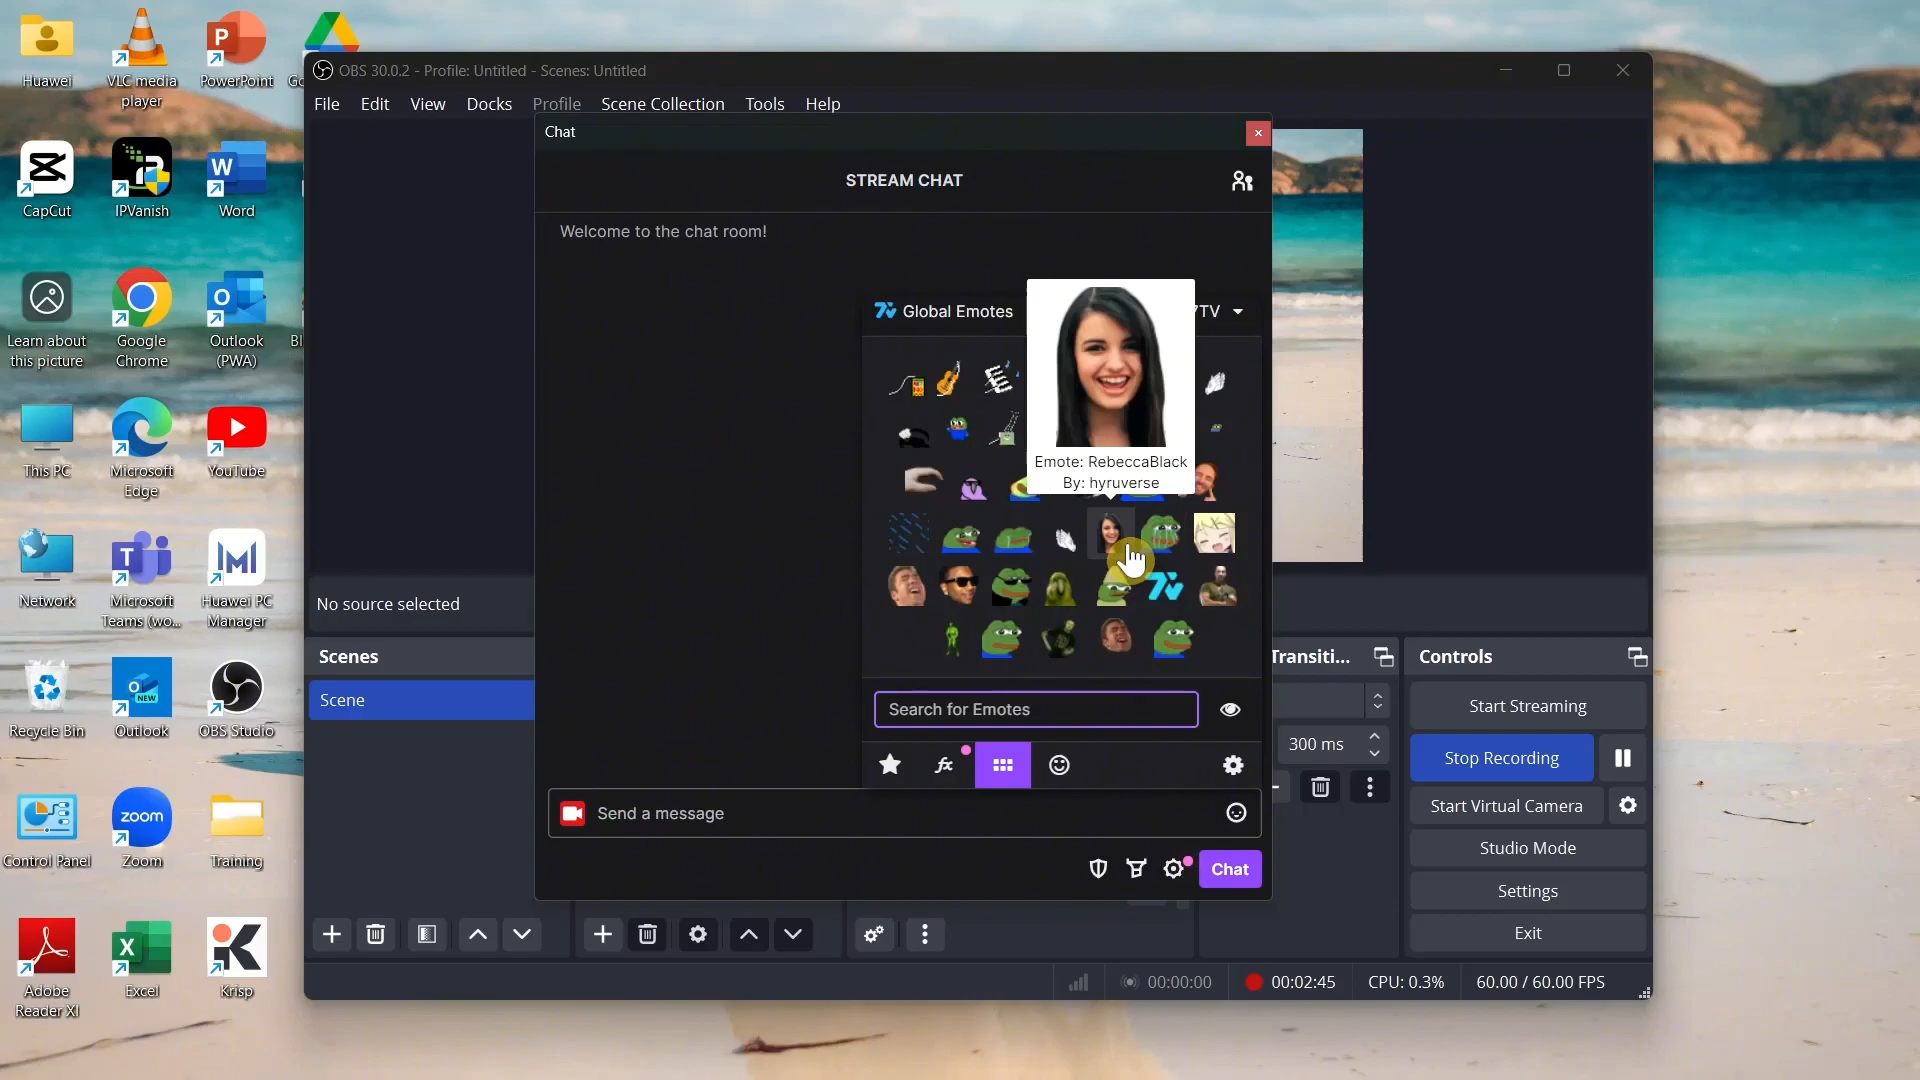 Huawei
VLC media
player
PowerPoint
CapCut
IPVanish
Word
Learn about
this picture
Google
Chrome
Outlook
(PWA)
This PC
Microsoft
Edge
YouTube
Network
Microsoft
Teams (wo...
Huawei PC
Manager
Recycle Bin
Outlook
NEW
OBS Studio
Control Panel
zoom
Zoom
Training
Adobe
Reader XI
Excel
Krisp
OBS 30.0.2 - Profile: Untitled - Scenes: Untitled
File Edit View Docks Profile Scene Collection Tools Help
Chat
STREAM CHAT
Welcome to the chat room!
Global Emotes
7TV
Emote: RebeccaBlack
By: hyruverse
Search for Emotes
Send a message
Chat
No source selected
Scenes
Scene
Transiti...
300 ms
Controls
Start Streaming
Stop Recording
Start Virtual Camera
Studio Mode
Settings
Exit
00:00:00
00:02:45
CPU: 0.3%
60.00 / 60.00 FPS